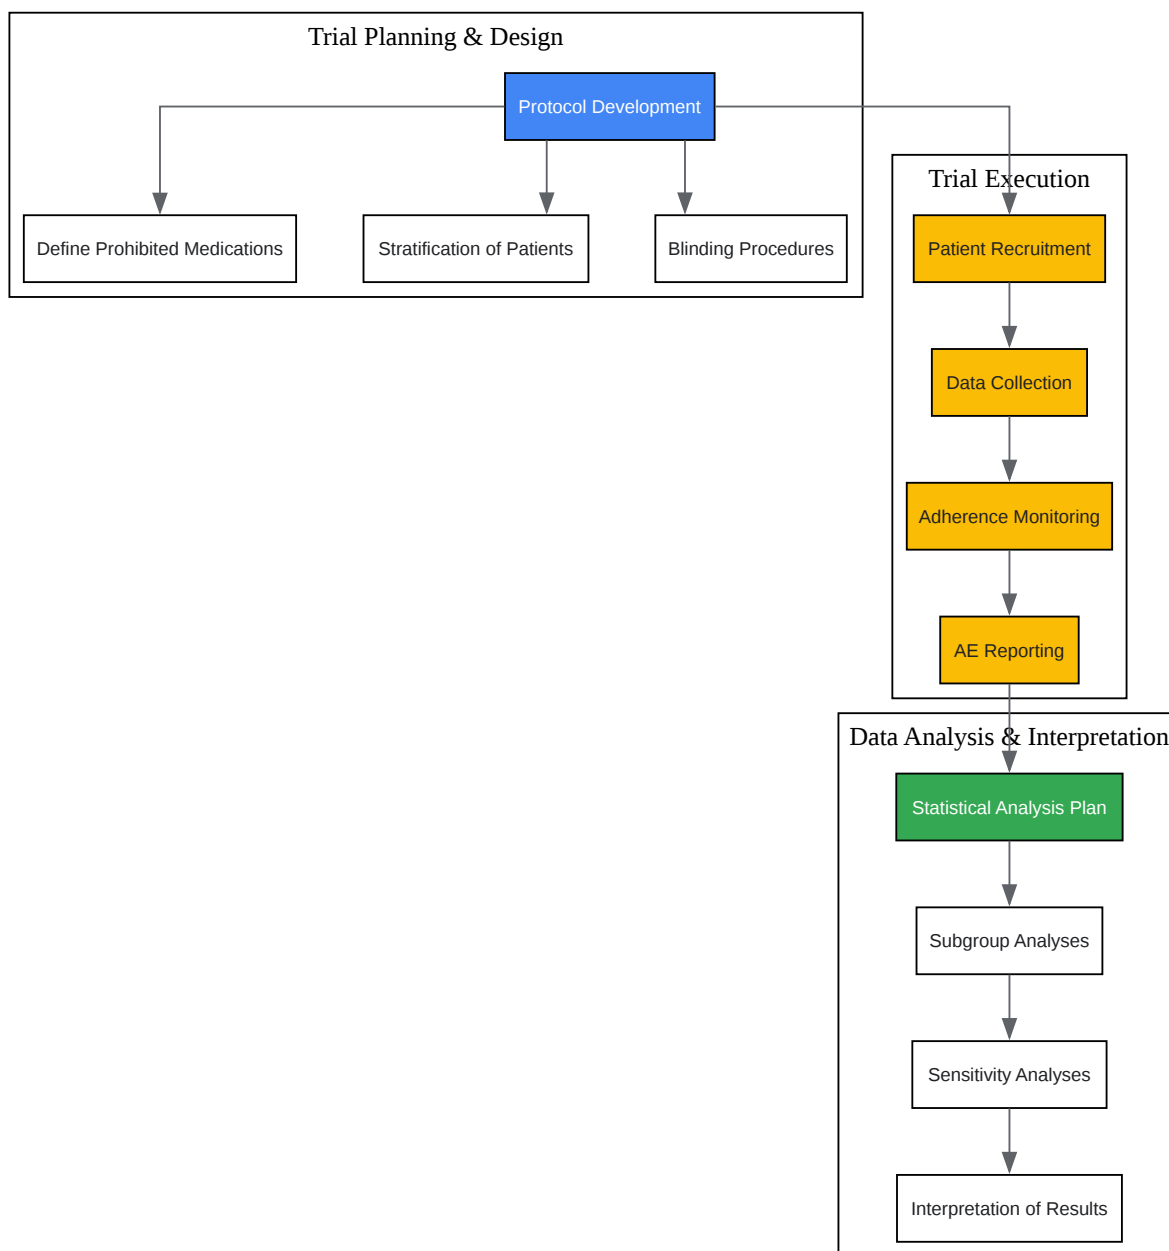 Trial Planning & Design
Protocol Development
Define Prohibited Medications
Stratification of Patients
Blinding Procedures
Trial Execution
Patient Recruitment
Data Collection
Adherence Monitoring
AE Reporting
Data Analysis & Interpretation
Statistical Analysis Plan
Subgroup Analyses
Sensitivity Analyses
Interpretation of Results